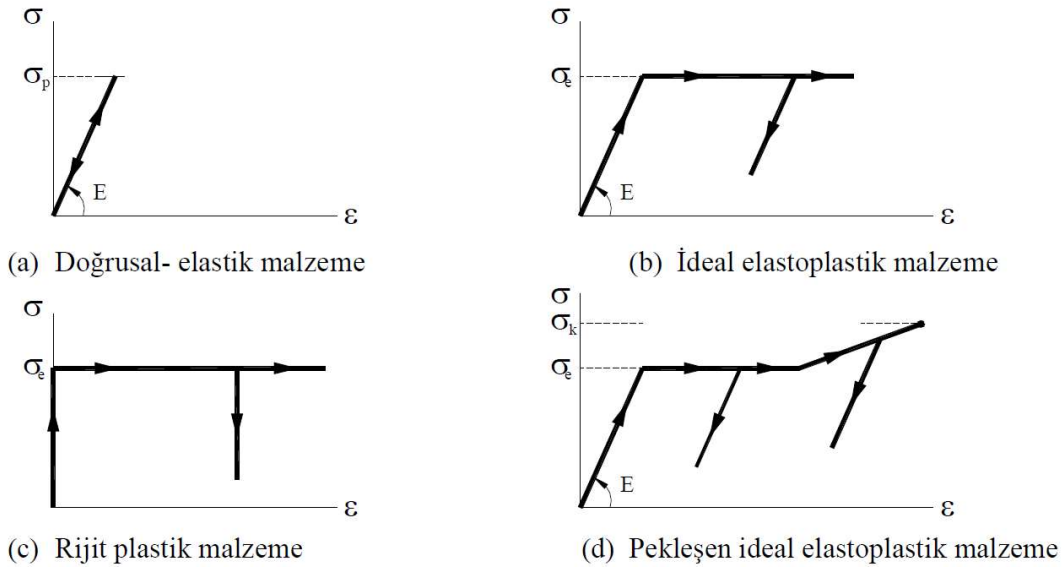 σ
σp
E
ε
(a) Doğrusal- elastik malzeme
σ
σe
E
ε
(b) İdeal elastoplastik malzeme
σ
σe
ε
(c) Rijit plastik malzeme
σ
σk
σe
E
ε
(d) Pekleşen ideal elastoplastik malzeme